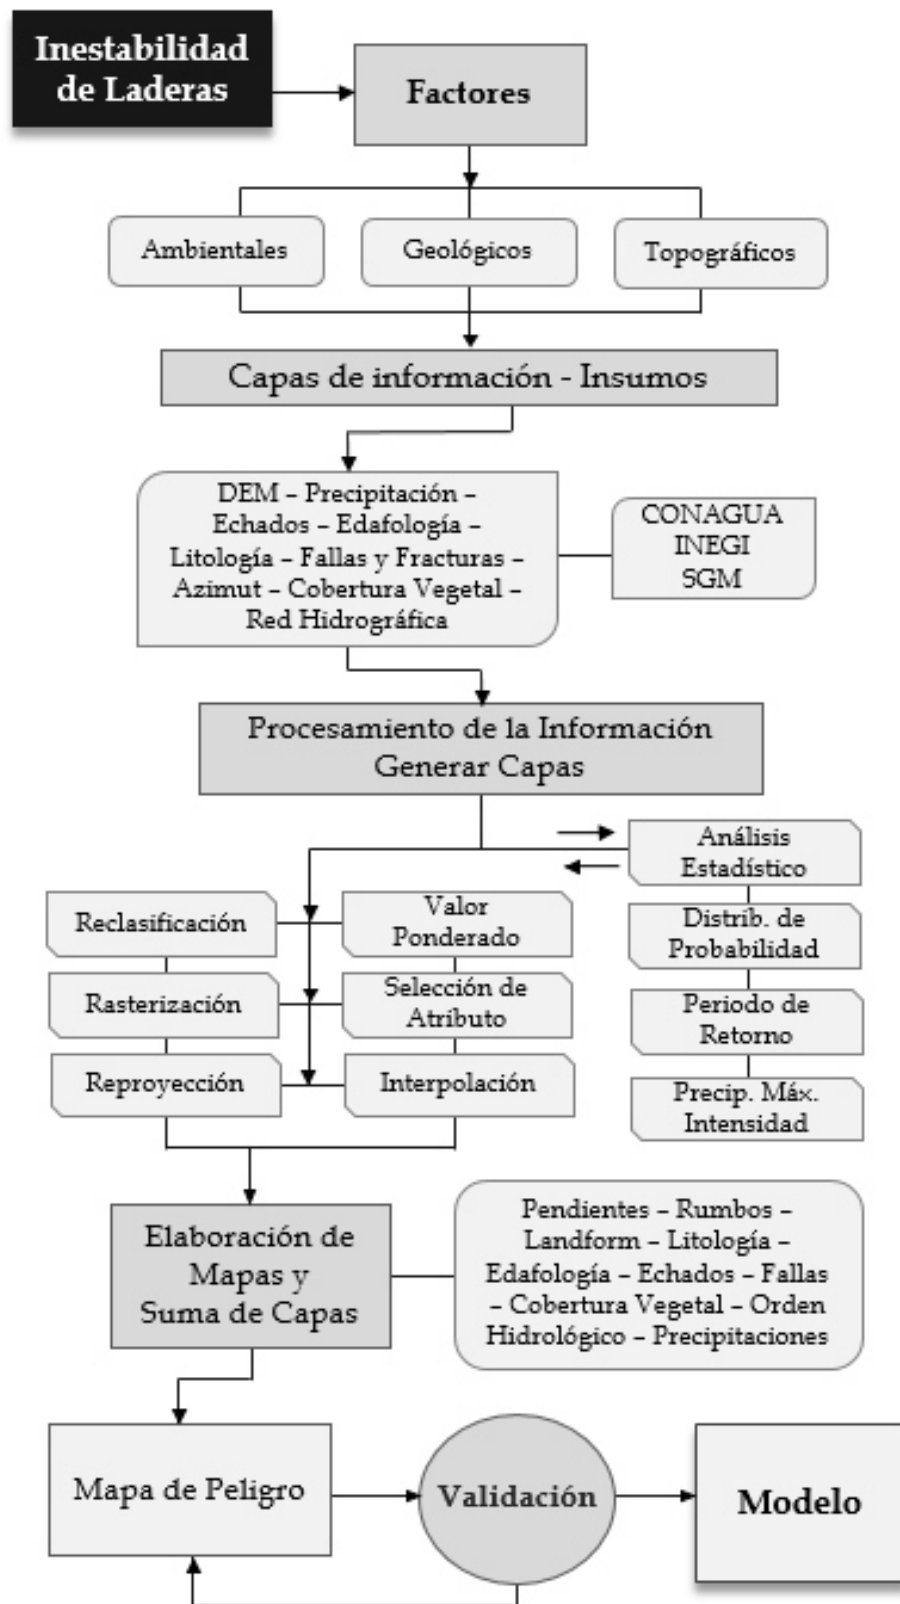 Inestabilidad
de Laderas
Factores
Ambientales
Geológicos
Topográficos
Capas de información - Insumos
DEM – Precipitación –
Echados – Edafología –
Litología – Fallas y Fracturas –
Azimut – Cobertura Vegetal –
Red Hidrográfica
CONAGUA
INEGI
SGM
Procesamiento de la Información
Generar Capas
Análisis
Estadístico
Distrib. de
Probabilidad
Periodo de
Retorno
Precip. Máx.
Intensidad
Reclasificación
Valor
Ponderado
Rasterización
Selección de
Atributo
Reproyección
Interpolación
Elaboración de
Mapas y
Suma de Capas
Pendientes – Rumbos –
Landform – Litología –
Edafología – Echados – Fallas
– Cobertura Vegetal – Orden
Hidrológico – Precipitaciones
Mapa de Peligro
Validación
Modelo